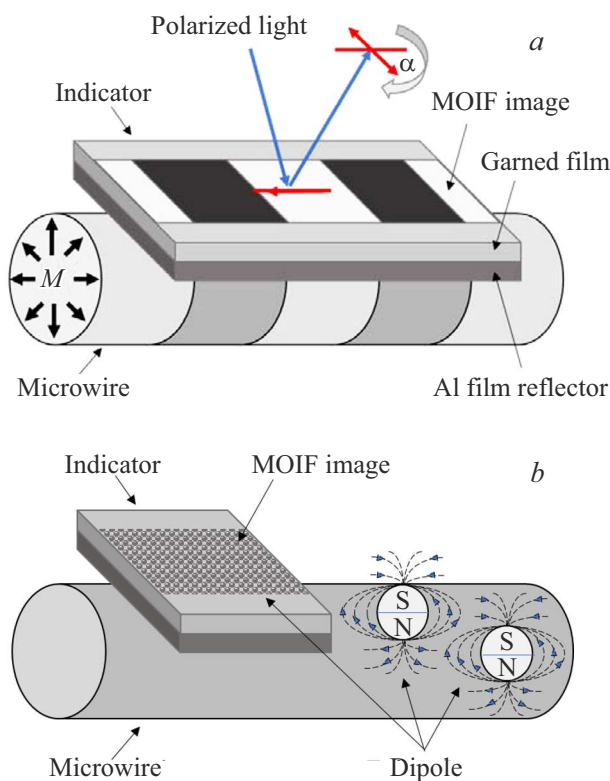 Polarized light
a
α
Indicator
MOIF image
Garned film
M
Microwire
Al film reflector
b
Indicator
MOIF image
S
N
S
N
Microwire
Dipole